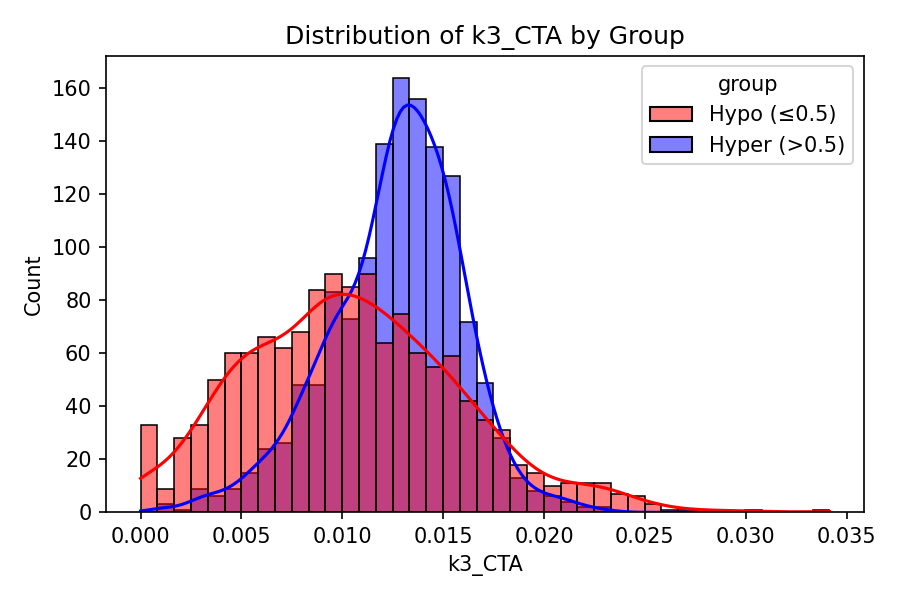 Distribution of k3_CTA by Group
group
Hypo (≤0.5)
Hyper (>0.5)
160
140
120
100
80
60
40
20
0
Count
0.000 0.005 0.010 0.015 0.020 0.025 0.030 0.035
k3_CTA